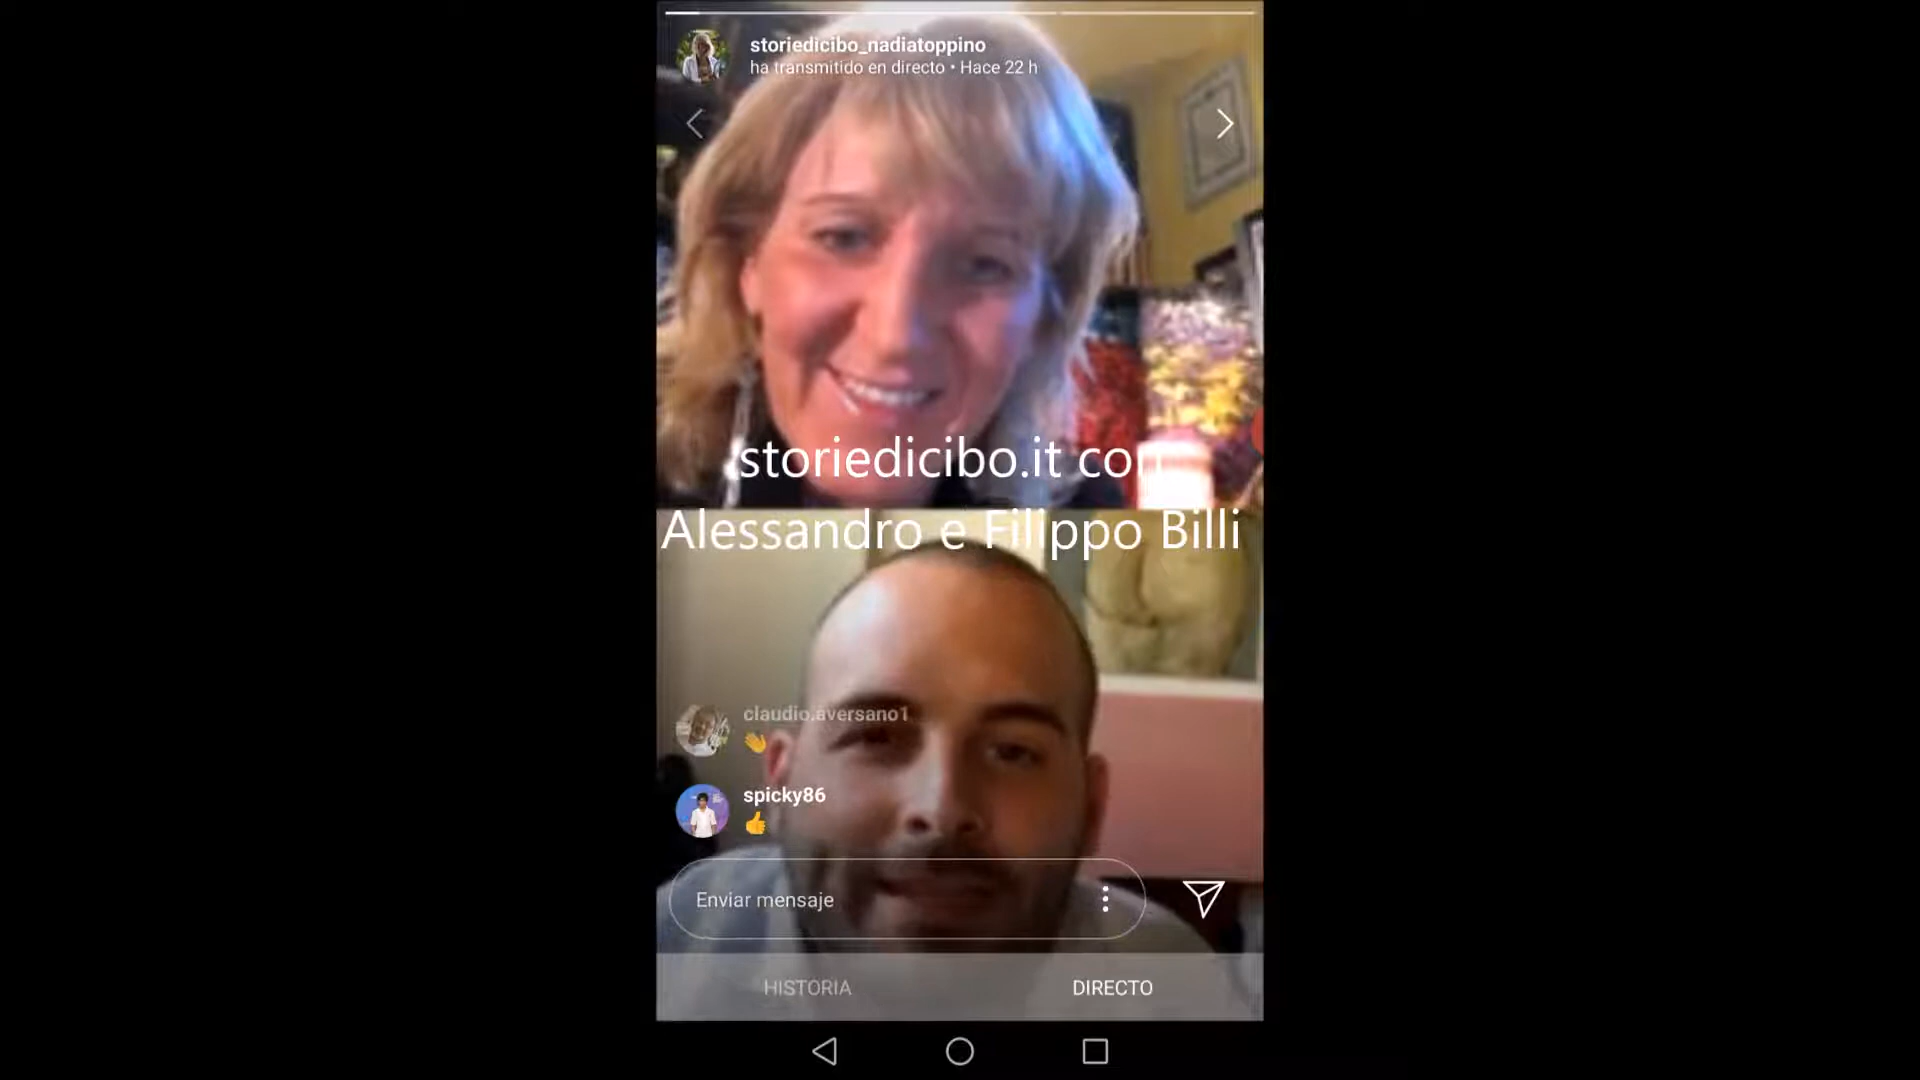 storiedicibo_nadiatoppino
ha transmitido en directo • Hace 22 h
storiedicibo.it con
Alessandro e Filippo Billi
claudio.aversano1
👋
spicky86
👍
Enviar mensaje
HISTORIA
DIRECTO